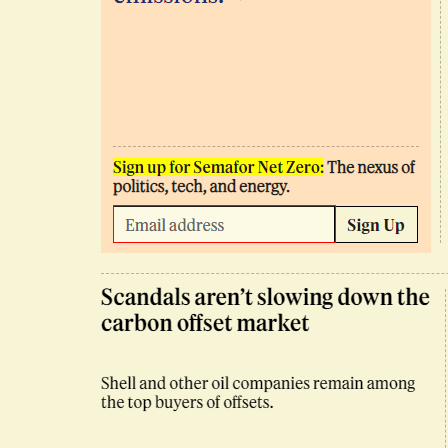 emissions.
Sign up for Semafor Net Zero: The nexus of
politics, tech, and energy.
Email address
Sign Up
Scandals aren’t slowing down the
carbon offset market
Shell and other oil companies remain among
the top buyers of offsets.